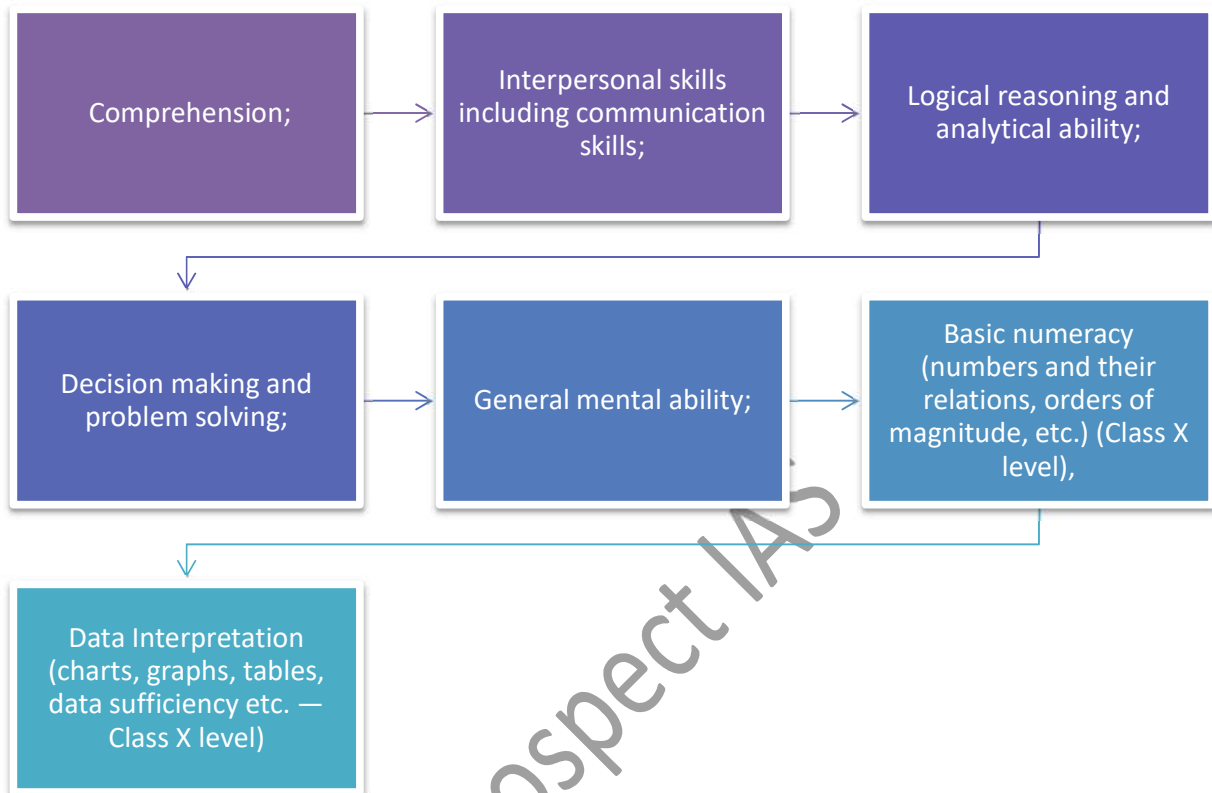 Comprehension;
Interpersonal skills
including communication
skills;
Logical reasoning and
analytical ability;
Decision making and
problem solving;
General mental ability;
Basic numeracy
(numbers and their
relations, orders of
magnitude, etc.) (Class X
level),
Data Interpretation
(charts, graphs, tables,
data sufficiency etc. —
Class X level)
ospect IAS